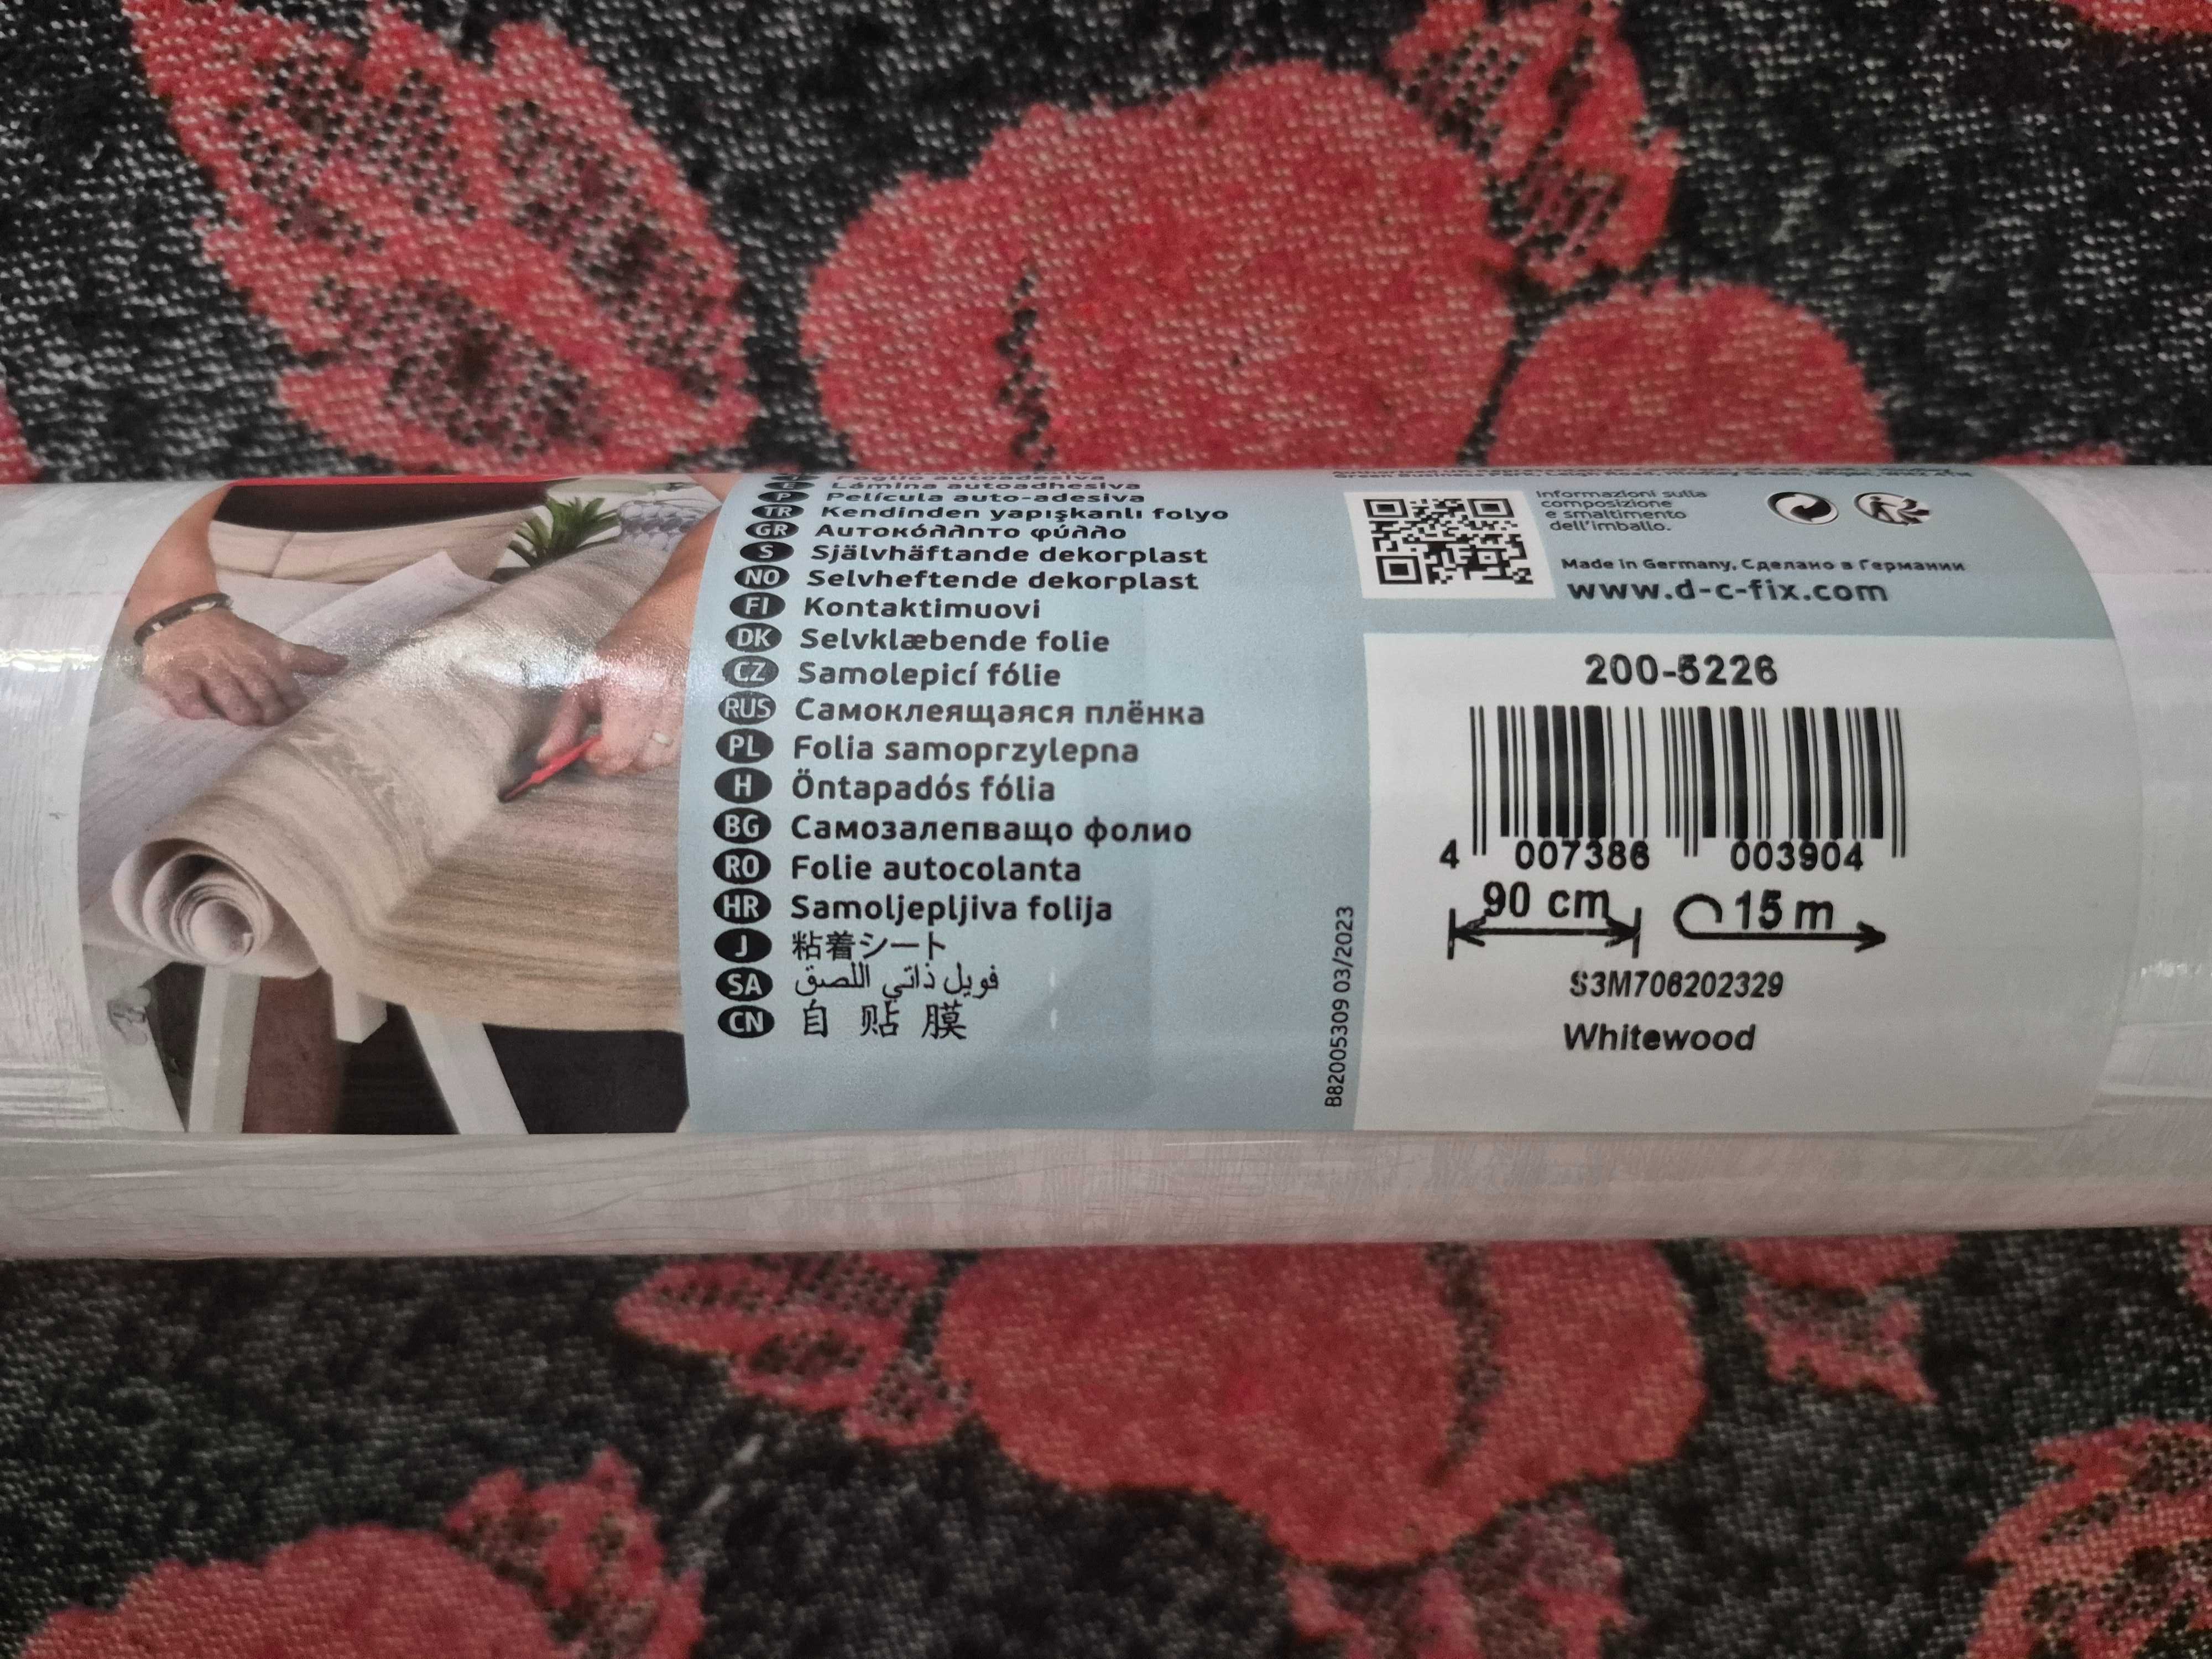 Foglio autoadesiva
E Lámina autoadhesiva
P Película auto-adesiva
TR Kendinden yapışkanlı folyo
GR Αυτοκόλλητο φύλλο
S Självhäftande dekorplast
NO Selvheftende dekorplast
FI Kontaktimuovi
DK Selvklæbende folie
CZ Samolepicí fólie
RUS Самоклеящаяся плёнка
PL Folia samoprzylepna
H Öntapadós fólia
BG Самозалепващо фолио
RO Folie autocolanta
HR Samoljepljiva folija
J 粘着シート
SA فويل ذاتي اللصق
CN 自 贴 膜
Informazioni sulla
composizione
e smaltimento
dell'imballo.
Made in Germany, Сделано в Германии
www.d-c-fix.com
B82005309 03/2023
200-5226
4 007386 003904
90 cm 15 m
S3M706202329
Whitewood